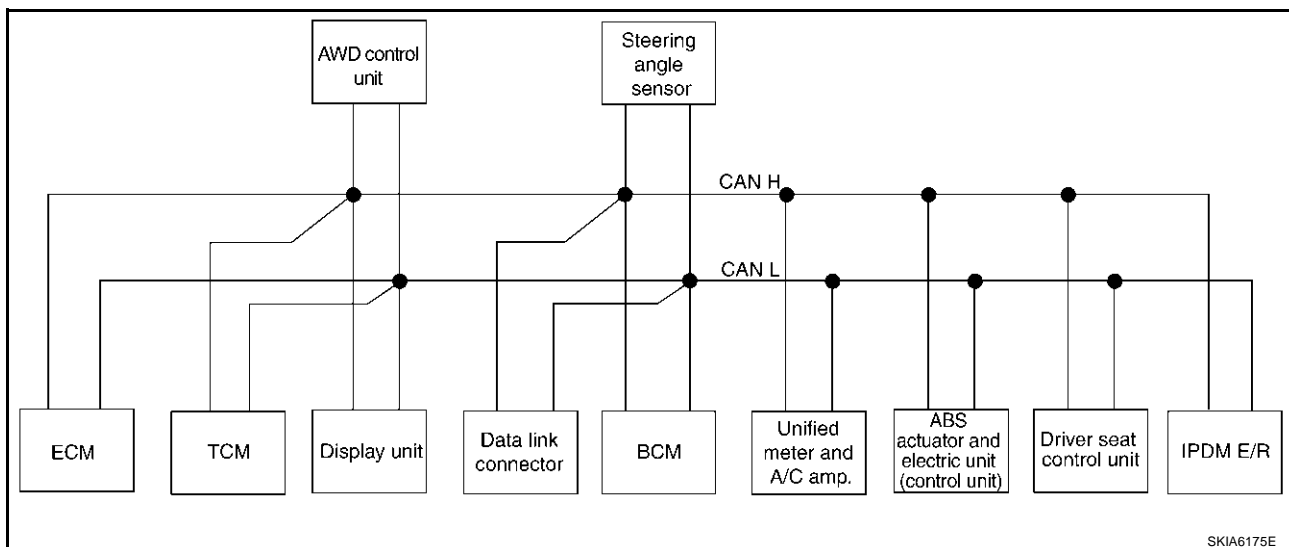 AWD control
unit
Steering
angle
sensor
CAN H
CAN L
ECM
TCM
Display unit
Data link
connector
BCM
Unified
meter and
A/C amp.
ABS
actuator and
electric unit
(control unit)
Driver seat
control unit
IPDM E/R
SKIA6175E